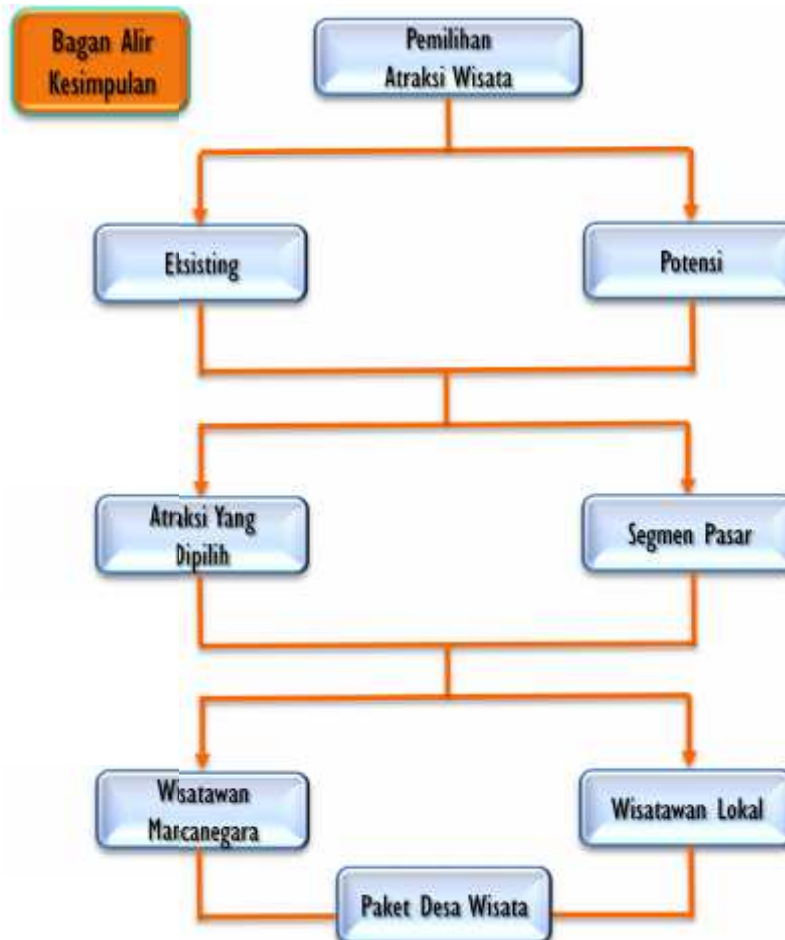 Bagan Alir
Kesimpulan
Pemilihan
Atraksi Wisata
Eksisting
Potensi
Atraksi Yang
Dipilih
Segmen Pasar
Wisatawan
Mancanegara
Wisatawan Lokal
Paket Desa Wisata